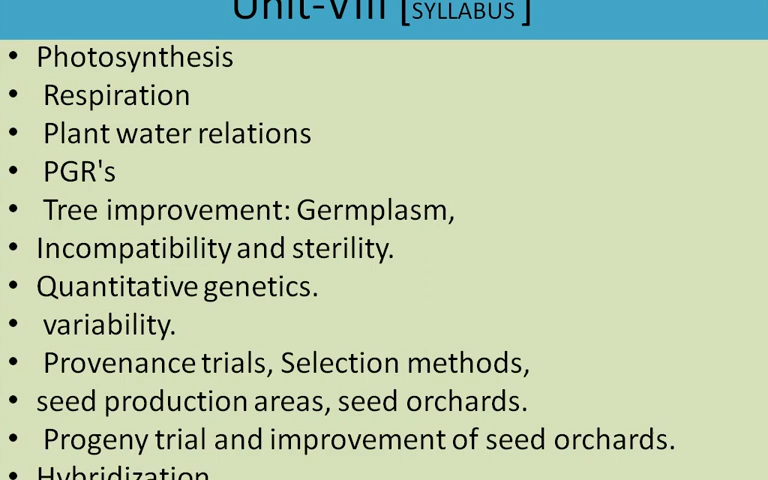 Unit-VIII [SYLLABUS]
• Photosynthesis
• Respiration
• Plant water relations
• PGR's
• Tree improvement: Germplasm,
• Incompatibility and sterility.
• Quantitative genetics.
• variability.
• Provenance trials, Selection methods,
• seed production areas, seed orchards.
• Progeny trial and improvement of seed orchards.
• Hybridization